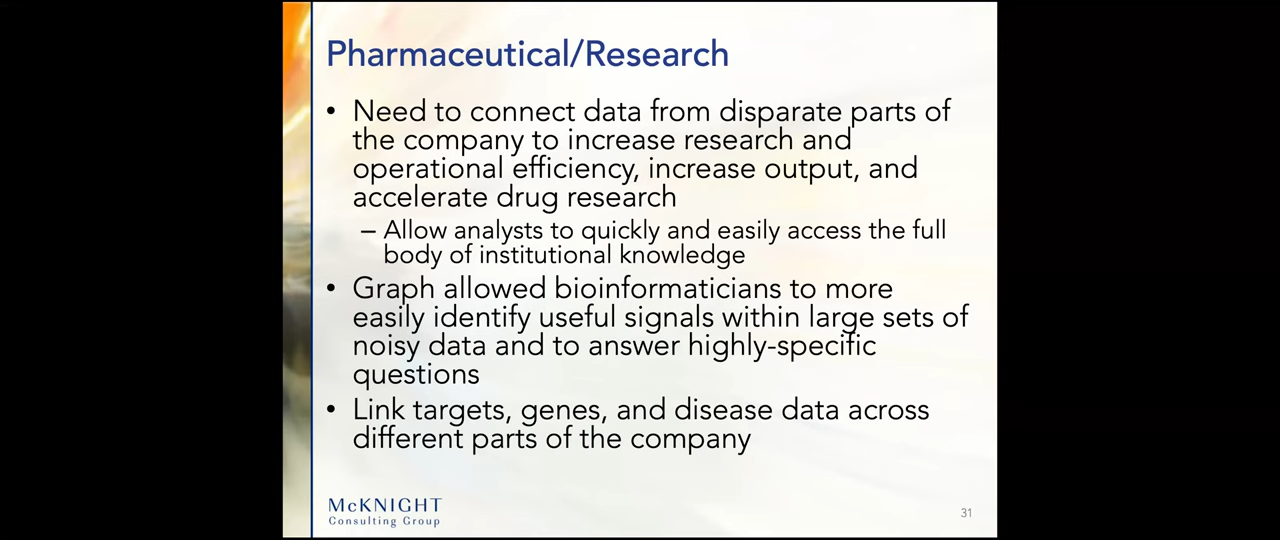 Pharmaceutical/Research
• Need to connect data from disparate parts of
the company to increase research and
operational efficiency, increase output, and
accelerate drug research
– Allow analysts to quickly and easily access the full
body of institutional knowledge
• Graph allowed bioinformaticians to more
easily identify useful signals within large sets of
noisy data and to answer highly-specific
questions
• Link targets, genes, and disease data across
different parts of the company
McKNIGHT
Consulting Group
31